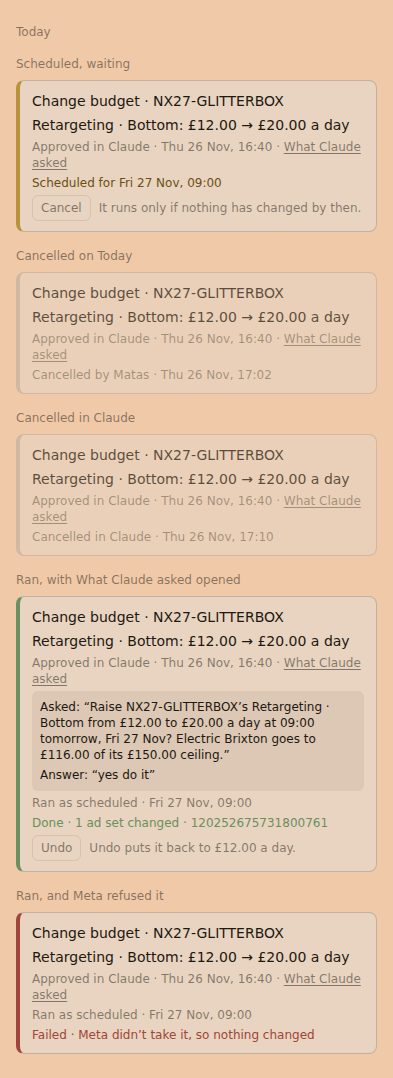 Today
Scheduled, waiting
Change budget · NX27-GLITTERBOX
Retargeting · Bottom: £12.00 → £20.00 a day
Approved in Claude · Thu 26 Nov, 16:40 · What Claude
asked
Scheduled for Fri 27 Nov, 09:00
Cancel It runs only if nothing has changed by then.
Cancelled on Today
Change budget · NX27-GLITTERBOX
Retargeting · Bottom: £12.00 → £20.00 a day
Approved in Claude · Thu 26 Nov, 16:40 · What Claude
asked
Cancelled by Matas · Thu 26 Nov, 17:02
Cancelled in Claude
Change budget · NX27-GLITTERBOX
Retargeting · Bottom: £12.00 → £20.00 a day
Approved in Claude · Thu 26 Nov, 16:40 · What Claude
asked
Cancelled in Claude · Thu 26 Nov, 17:10
Ran, with What Claude asked opened
Change budget · NX27-GLITTERBOX
Retargeting · Bottom: £12.00 → £20.00 a day
Approved in Claude · Thu 26 Nov, 16:40 · What Claude
asked
Asked: “Raise NX27-GLITTERBOX’s Retargeting ·
Bottom from £12.00 to £20.00 a day at 09:00
tomorrow, Fri 27 Nov? Electric Brixton goes to
£116.00 of its £150.00 ceiling.”
Answer: “yes do it”
Ran as scheduled · Fri 27 Nov, 09:00
Done · 1 ad set changed · 120252675731800761
Undo Undo puts it back to £12.00 a day.
Ran, and Meta refused it
Change budget · NX27-GLITTERBOX
Retargeting · Bottom: £12.00 → £20.00 a day
Approved in Claude · Thu 26 Nov, 16:40 · What Claude
asked
Ran as scheduled · Fri 27 Nov, 09:00
Failed · Meta didn’t take it, so nothing changed